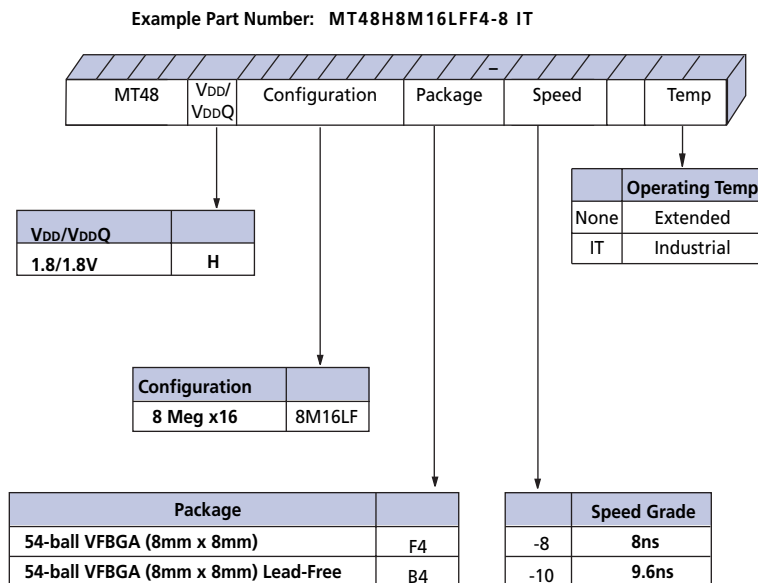 Example Part Number: MT48H8M16LFF4-8 IT
–
MT48 VDD/ VDDQ Configuration Package Speed Temp
Operating Temp
None Extended
IT Industrial
VDD/VDDQ
1.8/1.8V H
Configuration
8 Meg x16 8M16LF
Package
54-ball VFBGA (8mm x 8mm) F4
54-ball VFBGA (8mm x 8mm) Lead-Free B4
Speed Grade
-8 8ns
-10 9.6ns